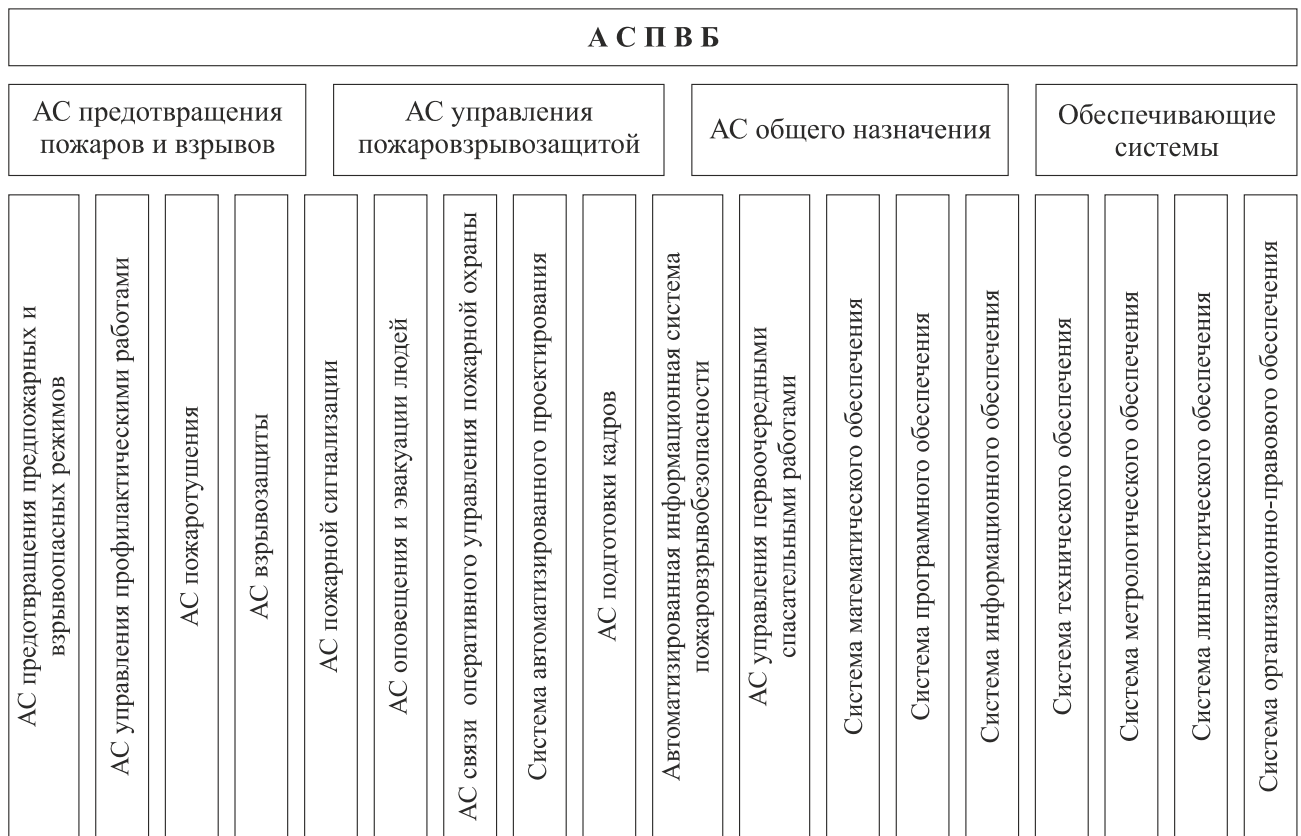 А С П В Б
АС предотвращения
пожаров и взрывов
АС управления
пожаровзрывозащитой
АС общего назначения
Обеспечивающие
системы
АС предотвращения предпожарных и
взрывоопасных режимов
АС управления профилактическими работами
АС пожаротушения
АС взрывозащиты
АС пожарной сигнализации
АС оповещения и эвакуации людей
АС связи оперативного управления пожарной охраны
Система автоматизированного проектирования
АС подготовки кадров
Автоматизированная информационная система
пожаровзрывобезопасности
АС управления первоочередными
спасательными работами
Система математического обеспечения
Система программного обеспечения
Система информационного обеспечения
Система технического обеспечения
Система метрологического обеспечения
Система лингвистического обеспечения
Система организационно-правового обеспечения